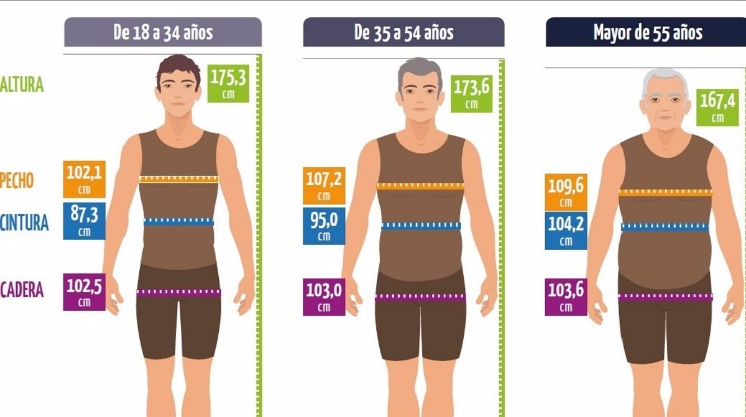 De 18 a 34 años
De 35 a 54 años
Mayor de 55 años
ALTURA
175,3
cm
173,6
cm
167,4
cm
PECHO
102,1
cm
107,2
cm
109,6
cm
CINTURA
87,3
cm
95,0
cm
104,2
cm
CADERA
102,5
cm
103,0
cm
103,6
cm